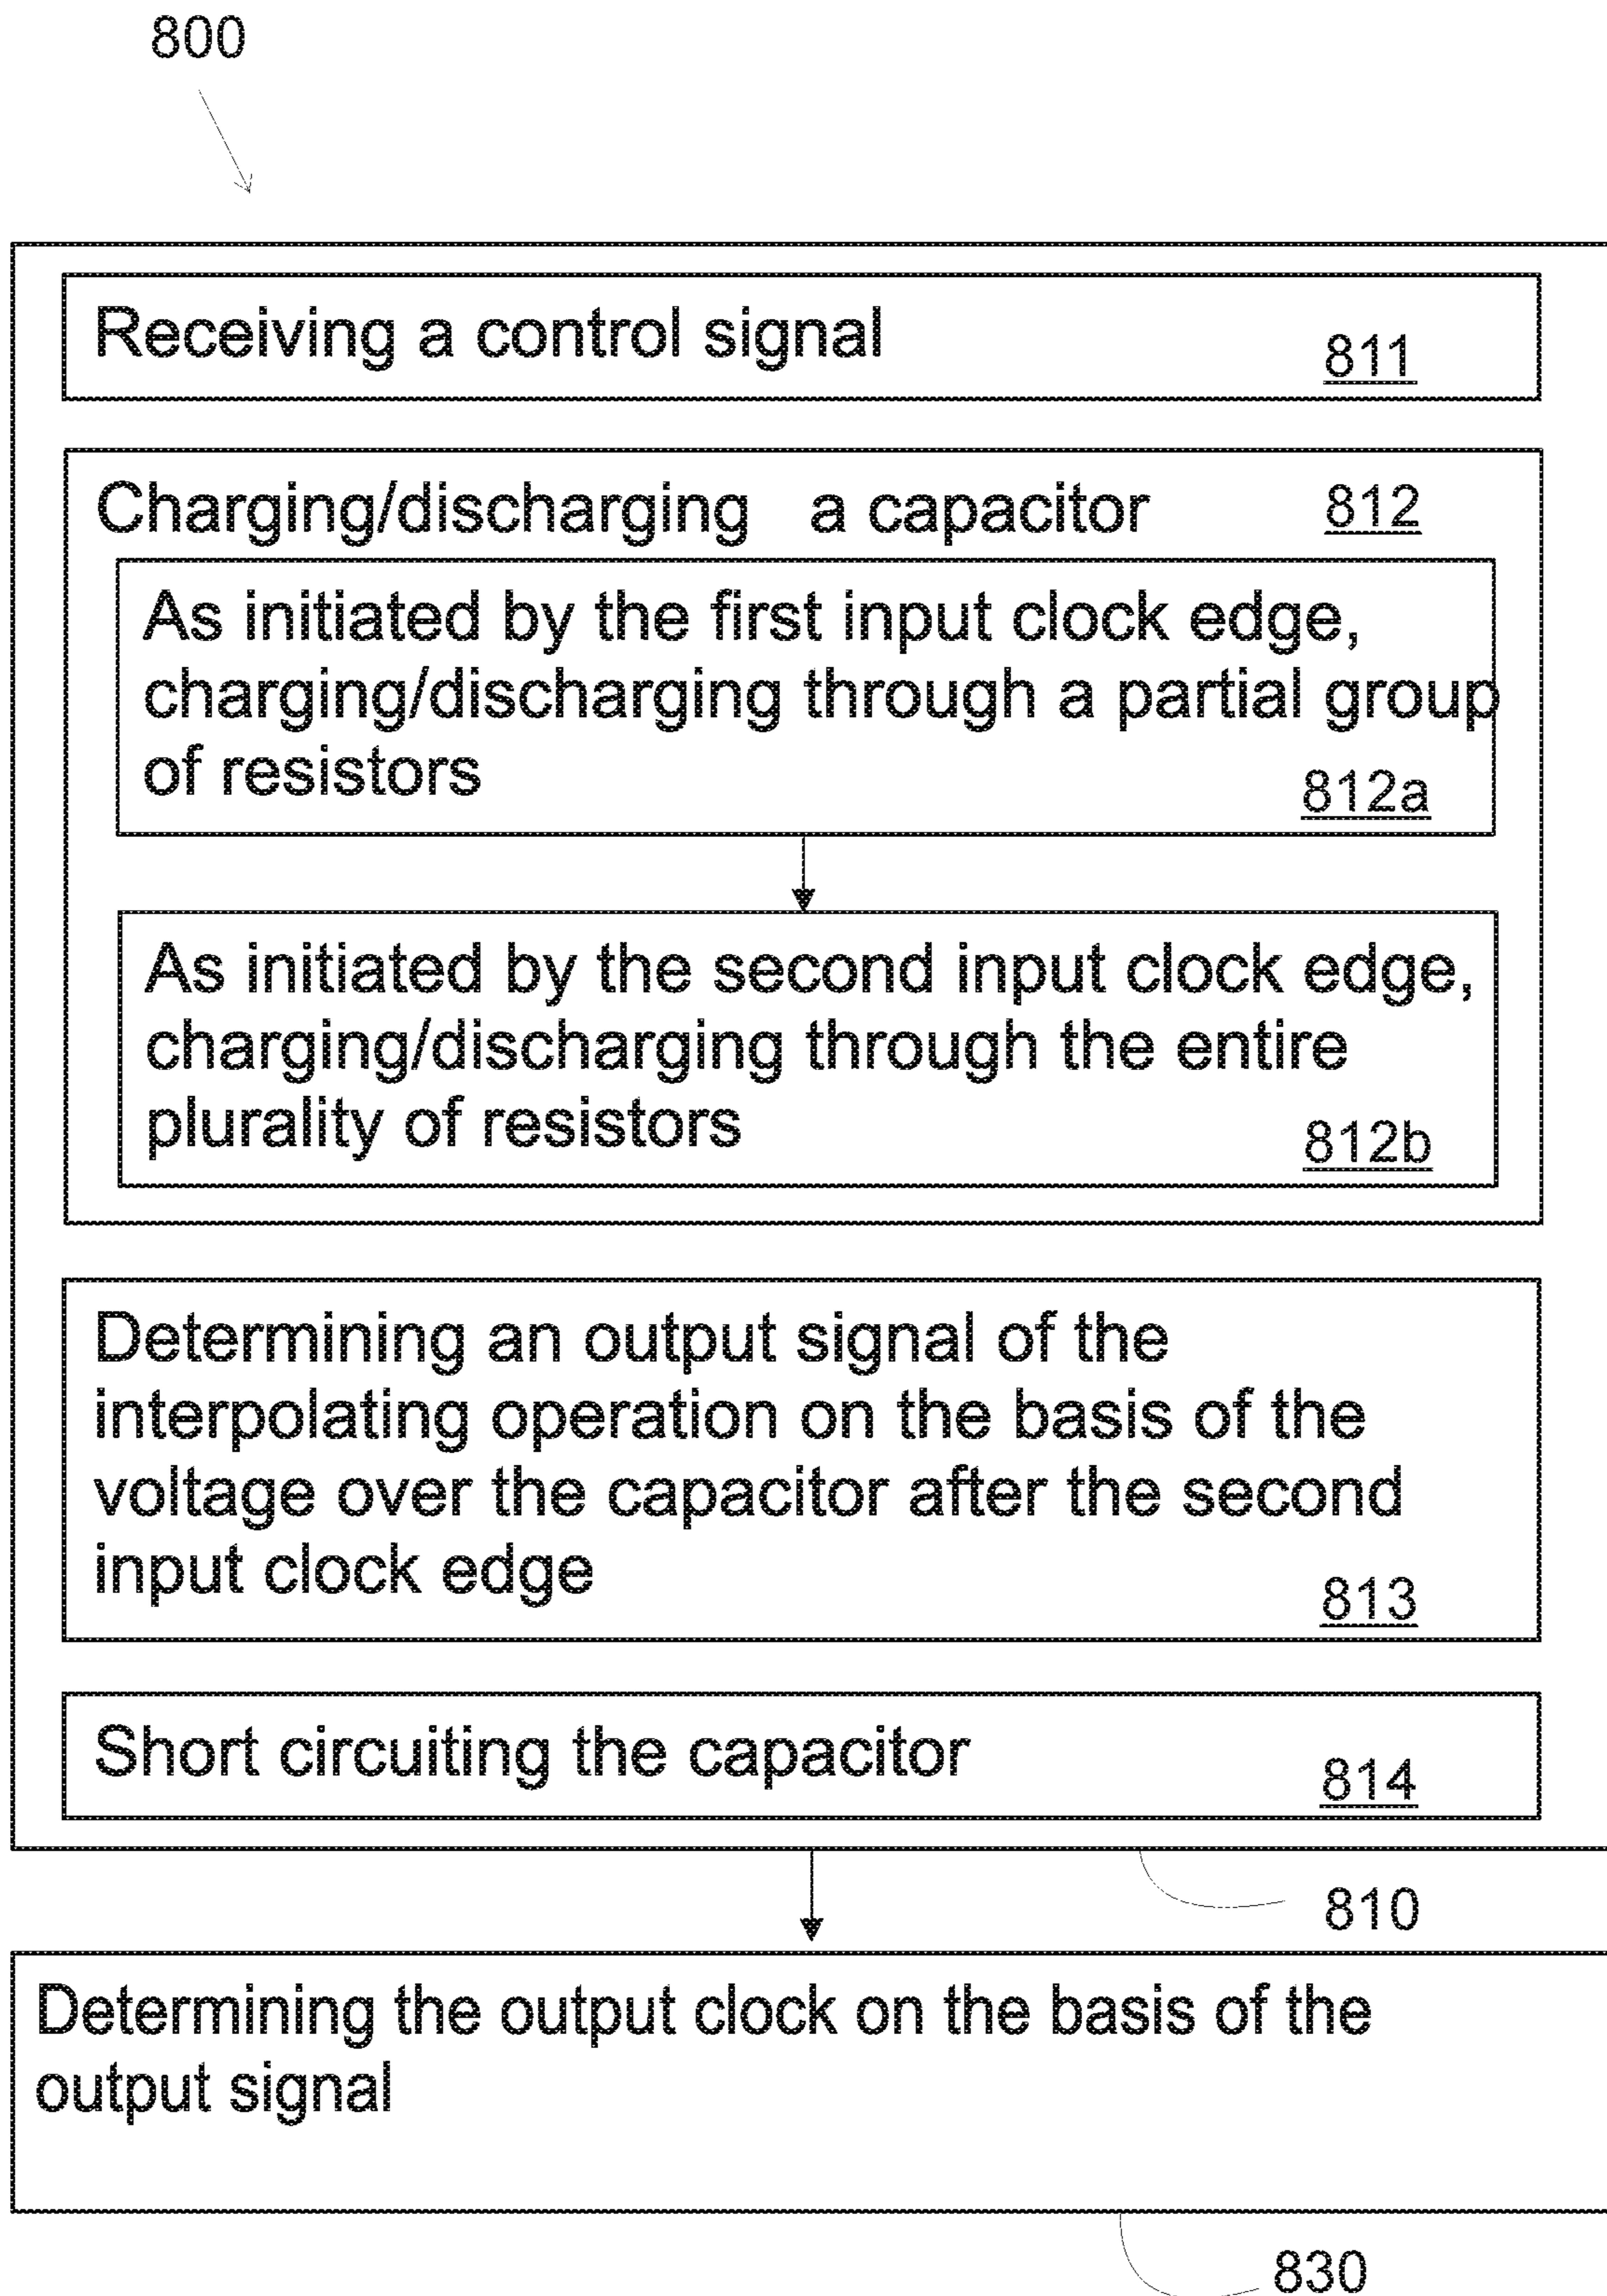 800
Receiving a control signal 811
Charging/discharging a capacitor 812
As initiated by the first input clock edge,
charging/discharging through a partial group
of resistors 812a
As initiated by the second input clock edge,
charging/discharging through the entire
plurality of resistors 812b
Determining an output signal of the
interpolating operation on the basis of the
voltage over the capacitor after the second
input clock edge 813
Short circuiting the capacitor 814
810
Determining the output clock on the basis of the
output signal
830